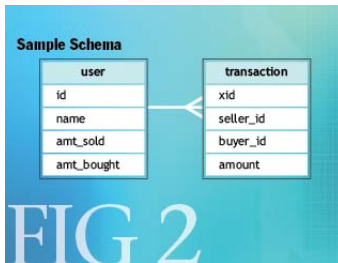 Sample Schema
user
id
name
amt_sold
amt_bought
transaction
xid
seller_id
buyer_id
amount
FIG 2